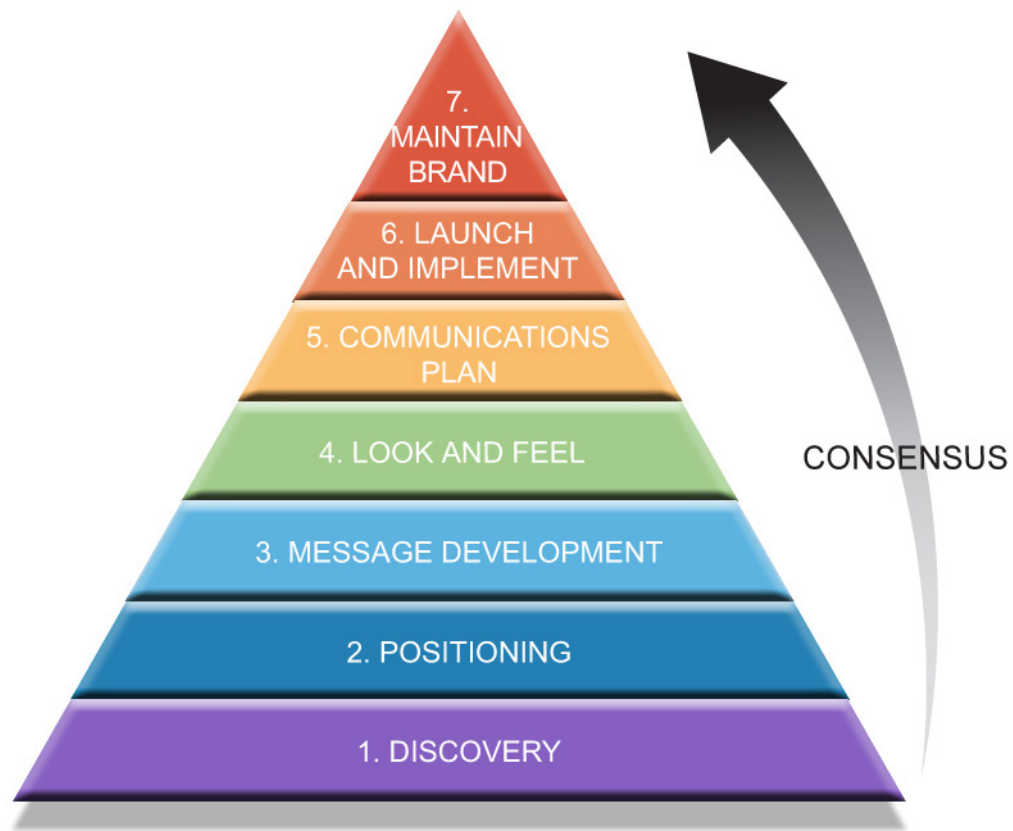 7.
MAINTAIN
BRAND
6. LAUNCH
AND IMPLEMENT
5. COMMUNICATIONS
PLAN
4. LOOK AND FEEL
CONSENSUS
3. MESSAGE DEVELOPMENT
2. POSITIONING
1. DISCOVERY